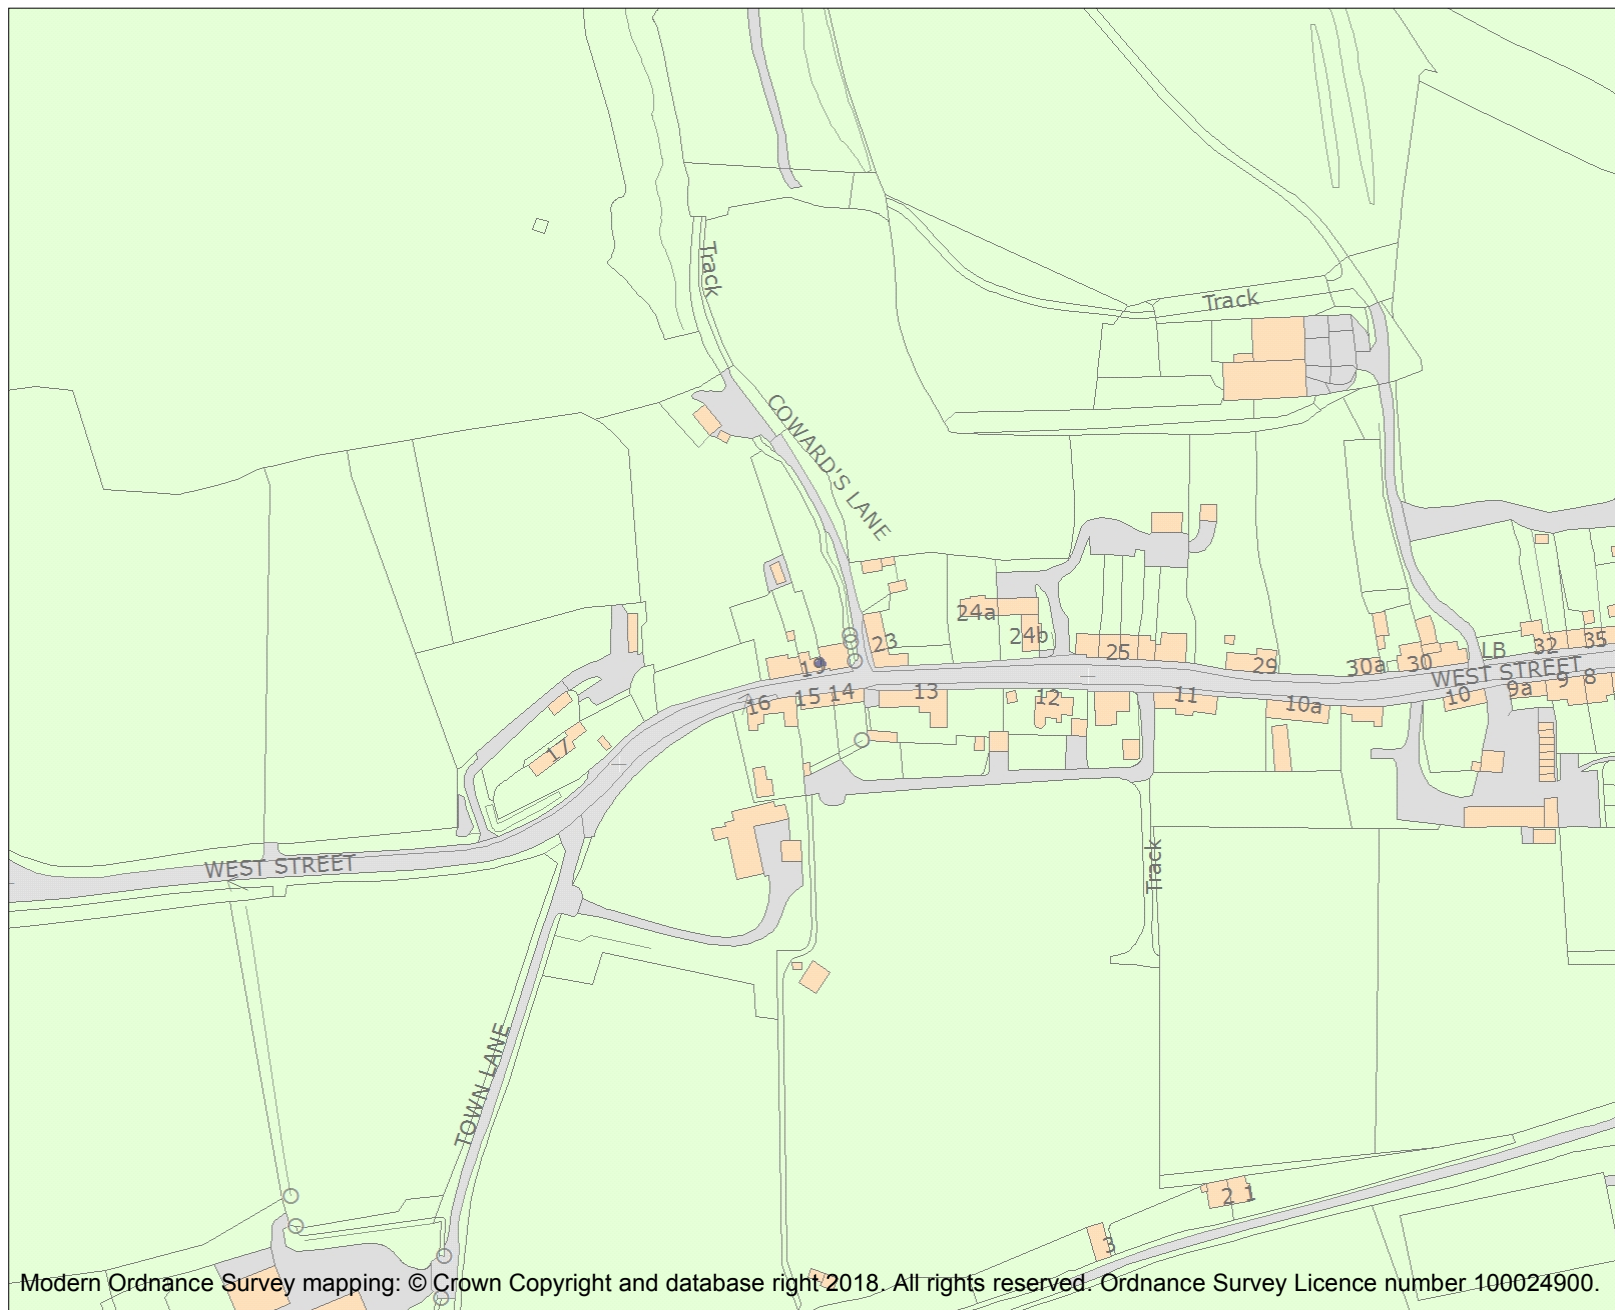 Track
Track
COWARD'S LANE
24a
24b
23
25
19
29
30a
30
LB
32
35
WEST STREET
16
15
14
13
12
11
10a
10
9a
9
8
17
WEST STREET
Track
TOWN LANE
2
1
3
Modern Ordnance Survey mapping: © Crown Copyright and database right 2018. All rights reserved. Ordnance Survey Licence number 100024900.